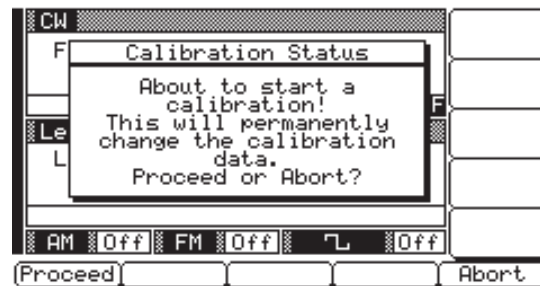 CW
F
Calibration Status
About to start a
calibration!
This will permanently
change the calibration
data.
Proceed or Abort?
F
Le
L
AM Off FM Off Off
Proceed Abort